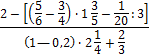 2 - [(5/6 - 3/4) · 1 3/5 - 1/20 : 3]
(1 — 0,2) · 2 1/4 + 2/3